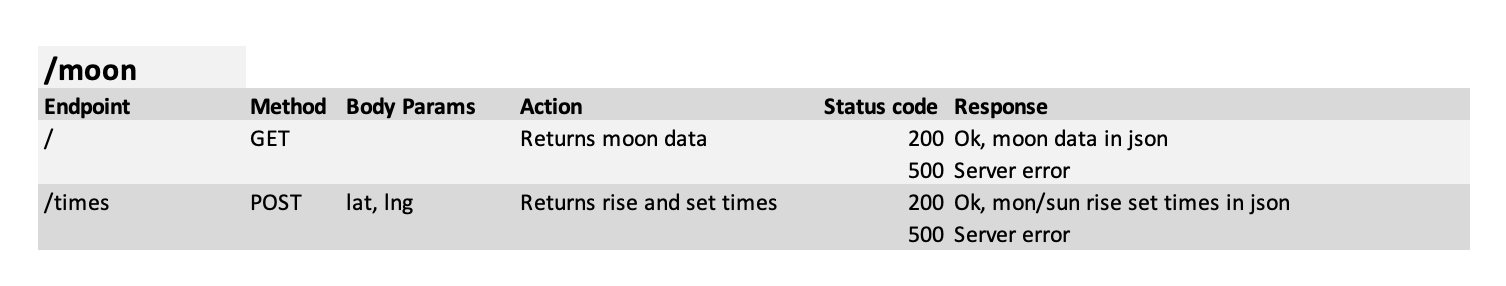 /moon
Endpoint Method Body Params Action Status code Response
/ GET Returns moon data 200 Ok, moon data in json
500 Server error
/times POST lat, lng Returns rise and set times 200 Ok, mon/sun rise set times in json
500 Server error